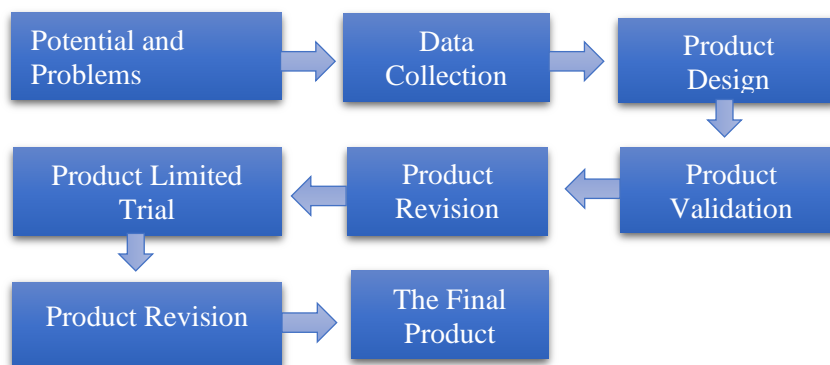 Potential and
Problems
Data
Collection
Product
Design
Product
Validation
Product
Revision
Product Limited
Trial
Product Revision
The Final
Product